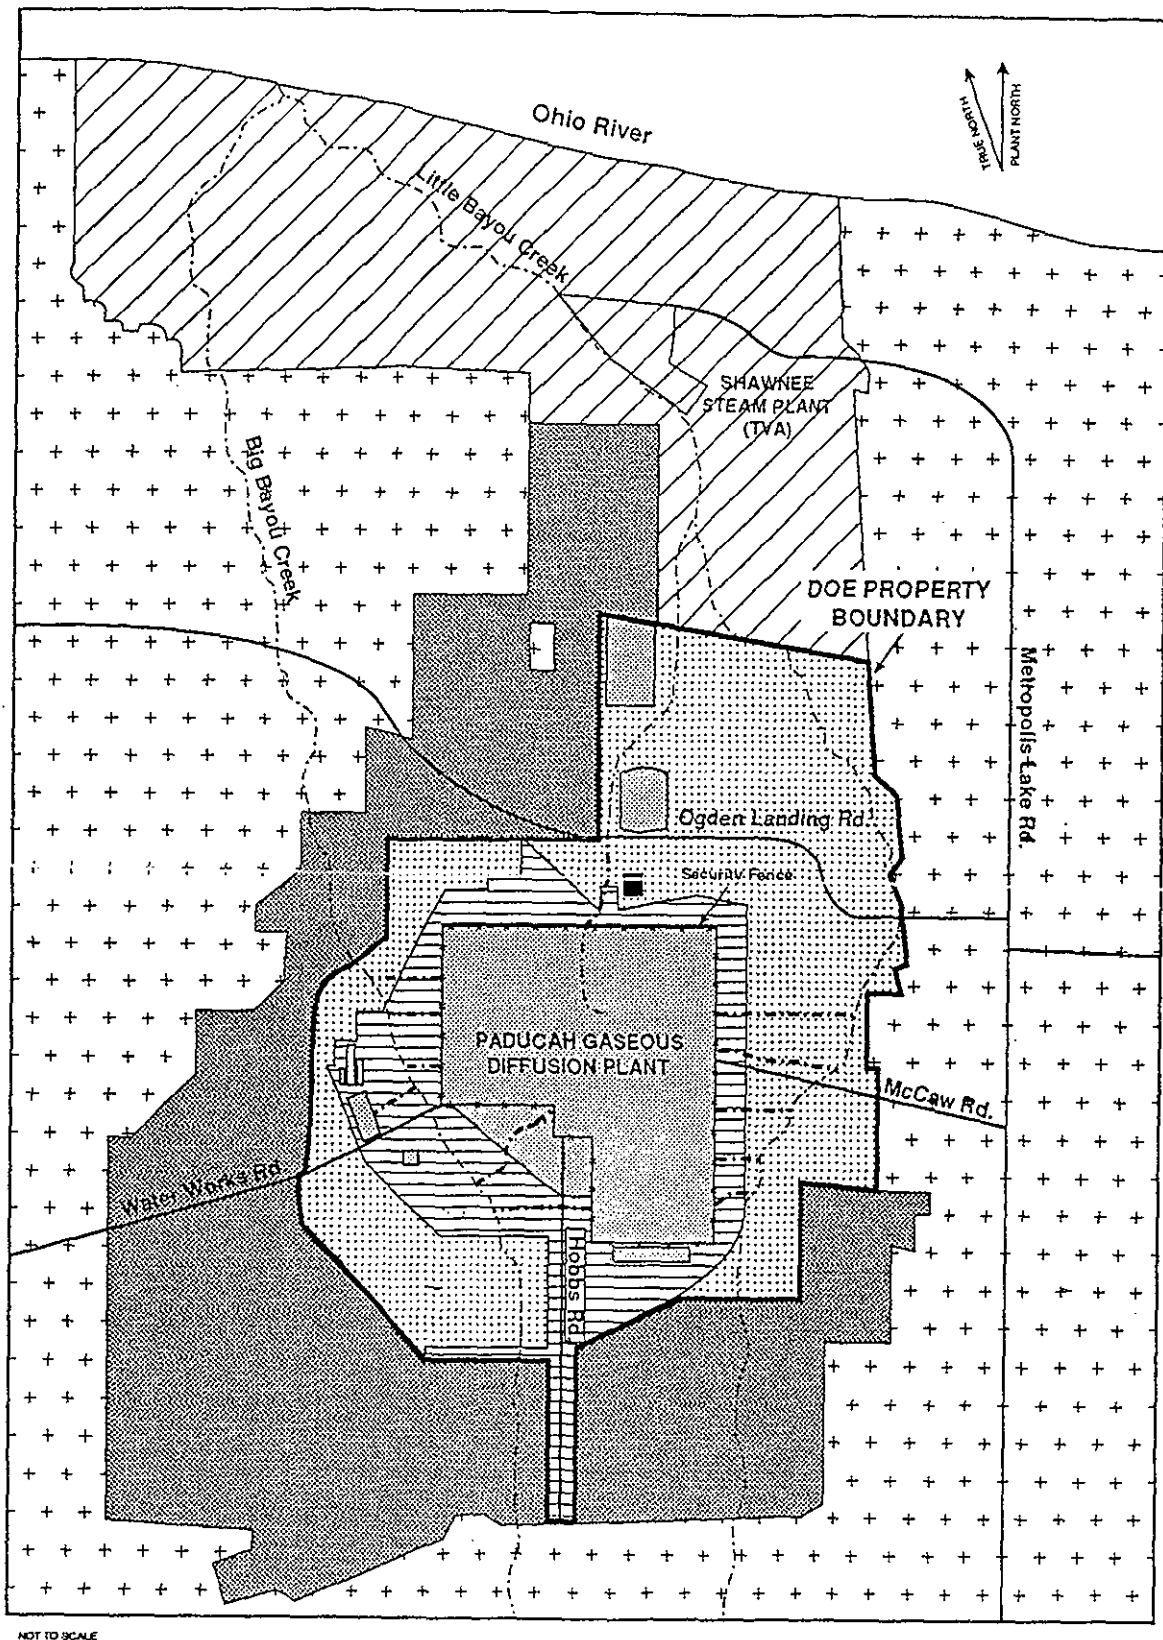 Ohio River
TRUE NORTH
PLANT NORTH
Little Bayou Creek
SHAWNEE
STEAM PLANT
(TVA)
Big Bayou Creek
DOE PROPERTY
BOUNDARY
Metropolis Lake Rd.
Ogden Landing Rd.
Security Fence
PADUCAH GASEOUS
DIFFUSION PLANT
McCaw Rd.
Water Works Rd.
Hobbs Rd
NOT TO SCALE